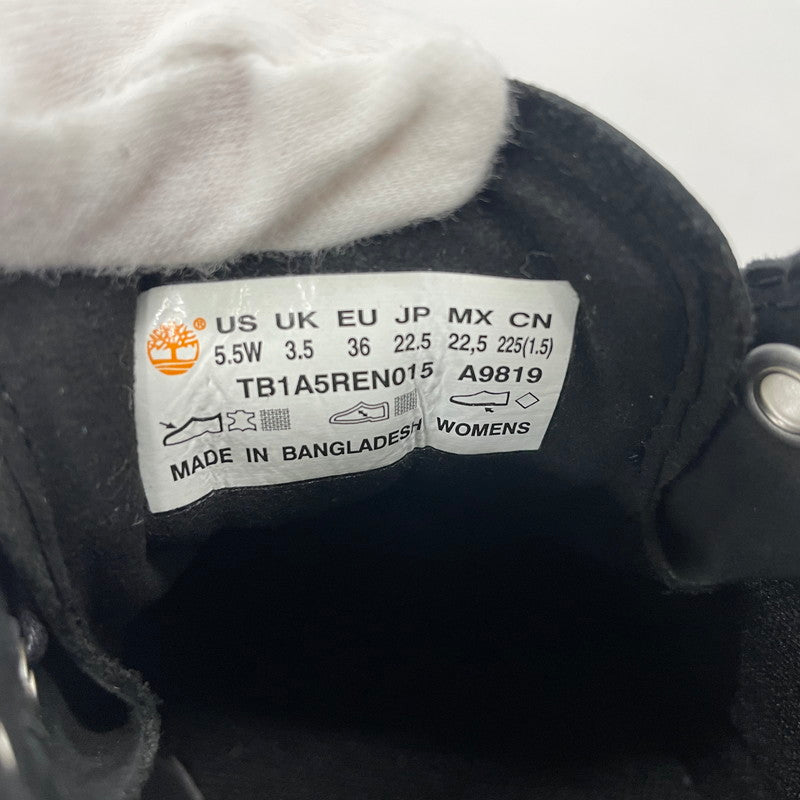 ® US UK EU JP MX CN
5.5W 3.5 36 22.5 22,5 225(1.5)
TB1A5REN015 A9819
MADE IN BANGLADESH WOMENS